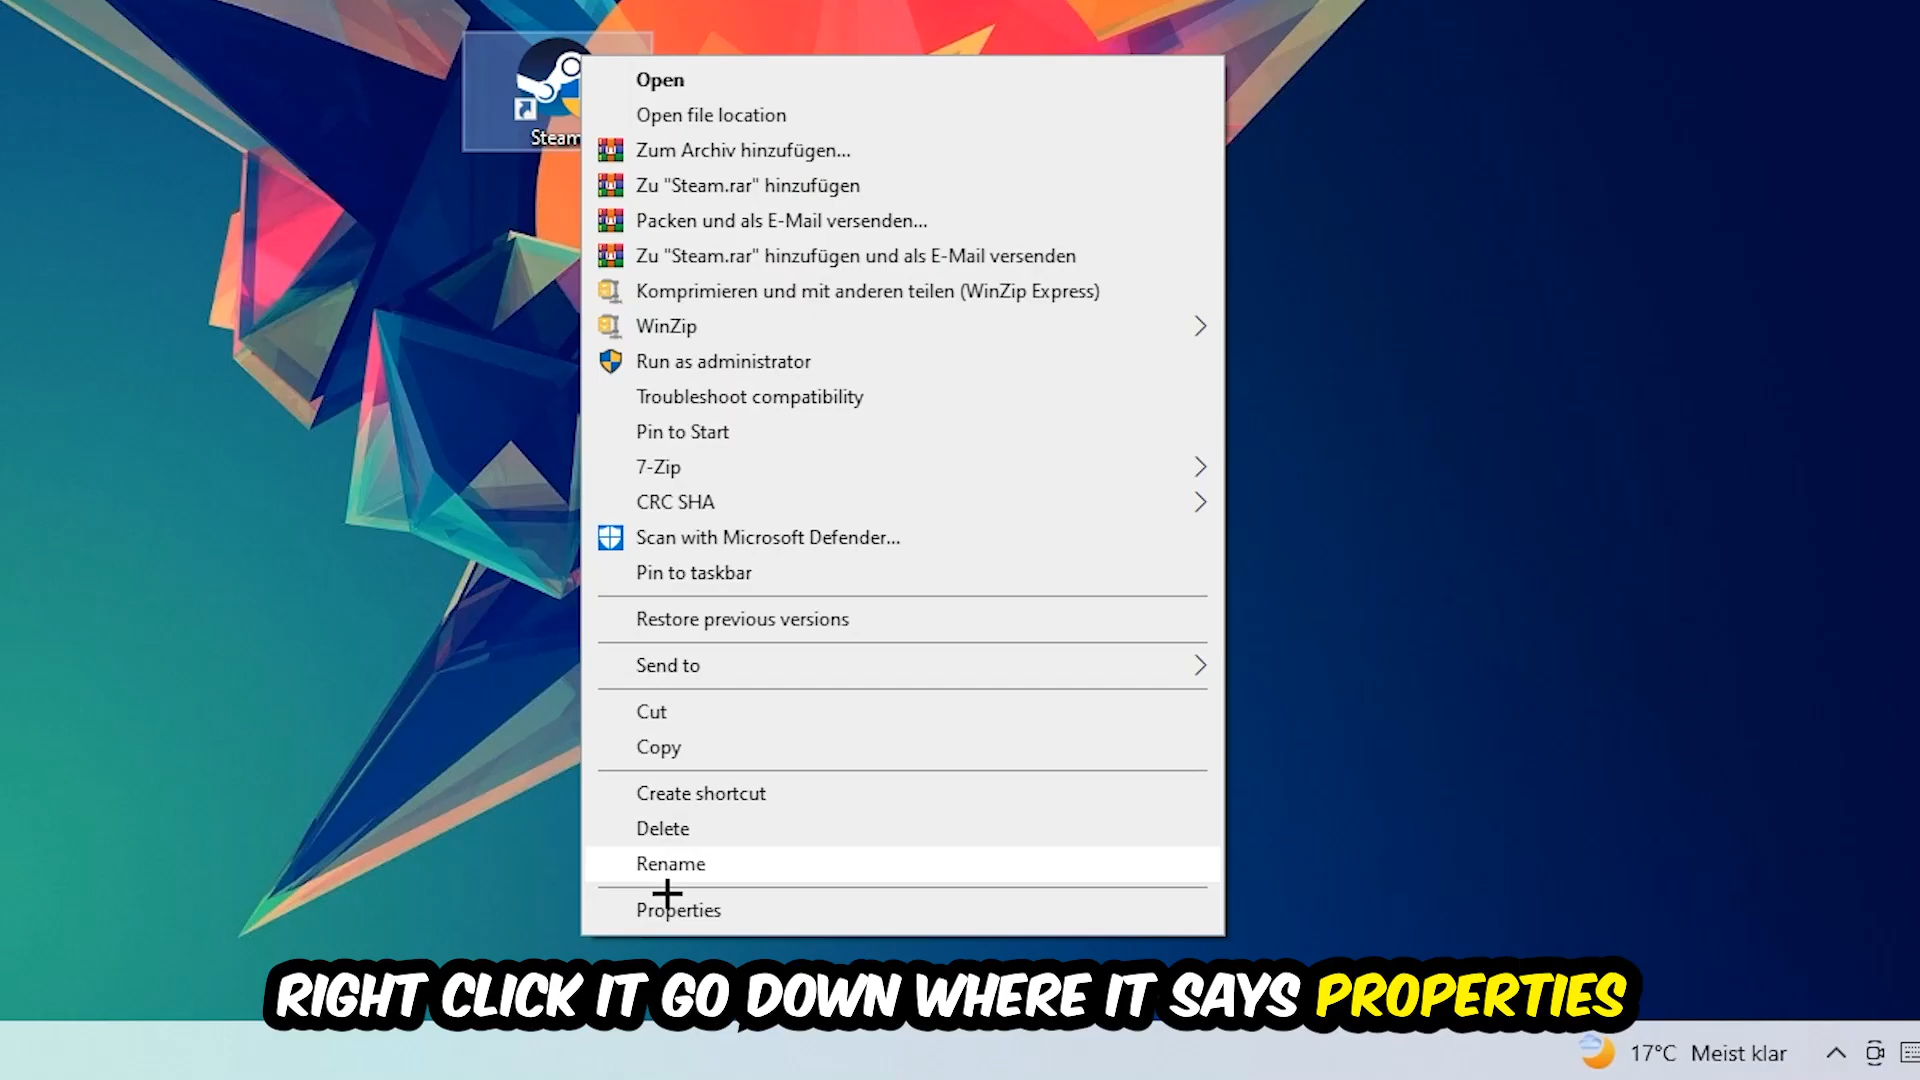 Steam
Open
Open file location
Zum Archiv hinzufügen...
Zu "Steam.rar" hinzufügen
Packen und als E-Mail versenden...
Zu "Steam.rar" hinzufügen und als E-Mail versenden
Komprimieren und mit anderen teilen (WinZip Express)
WinZip
Run as administrator
Troubleshoot compatibility
Pin to Start
7-Zip
CRC SHA
Scan with Microsoft Defender...
Pin to taskbar
Restore previous versions
Send to
Cut
Copy
Create shortcut
Delete
Rename
Properties
RIGHT CLICK IT GO DOWN WHERE IT SAYS PROPERTIES
17°C Meist klar